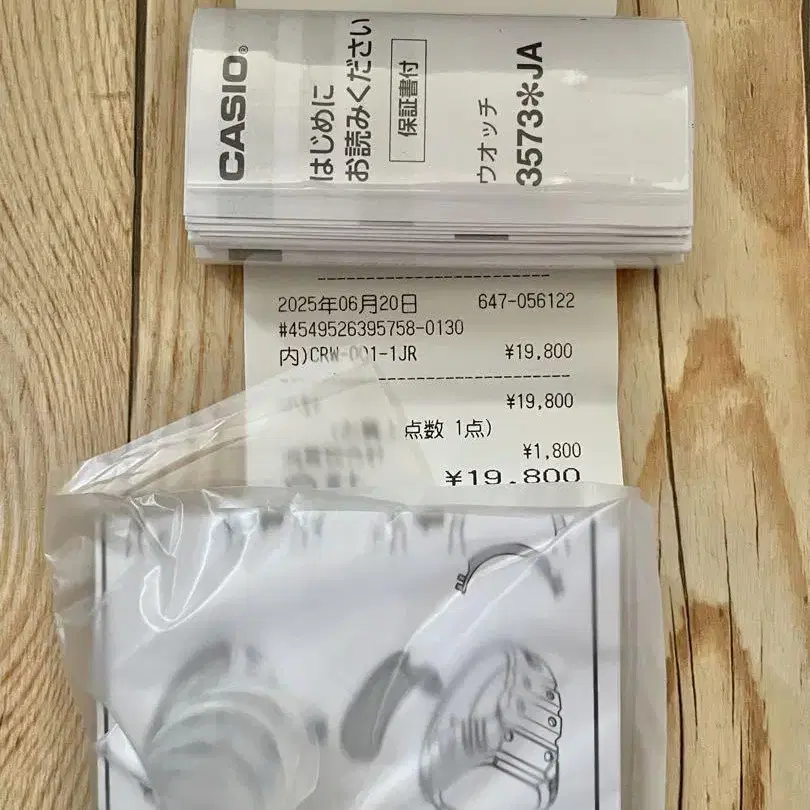 CASIO®
はじめに
お読みください
保証書付
ウオッチ
3573✻JA
2025年06月20日 647-056122
#4549526395758-0130
内)CRW-001-1JR ¥19,800
¥19,800
点数 1点)
¥1,800
¥19,800